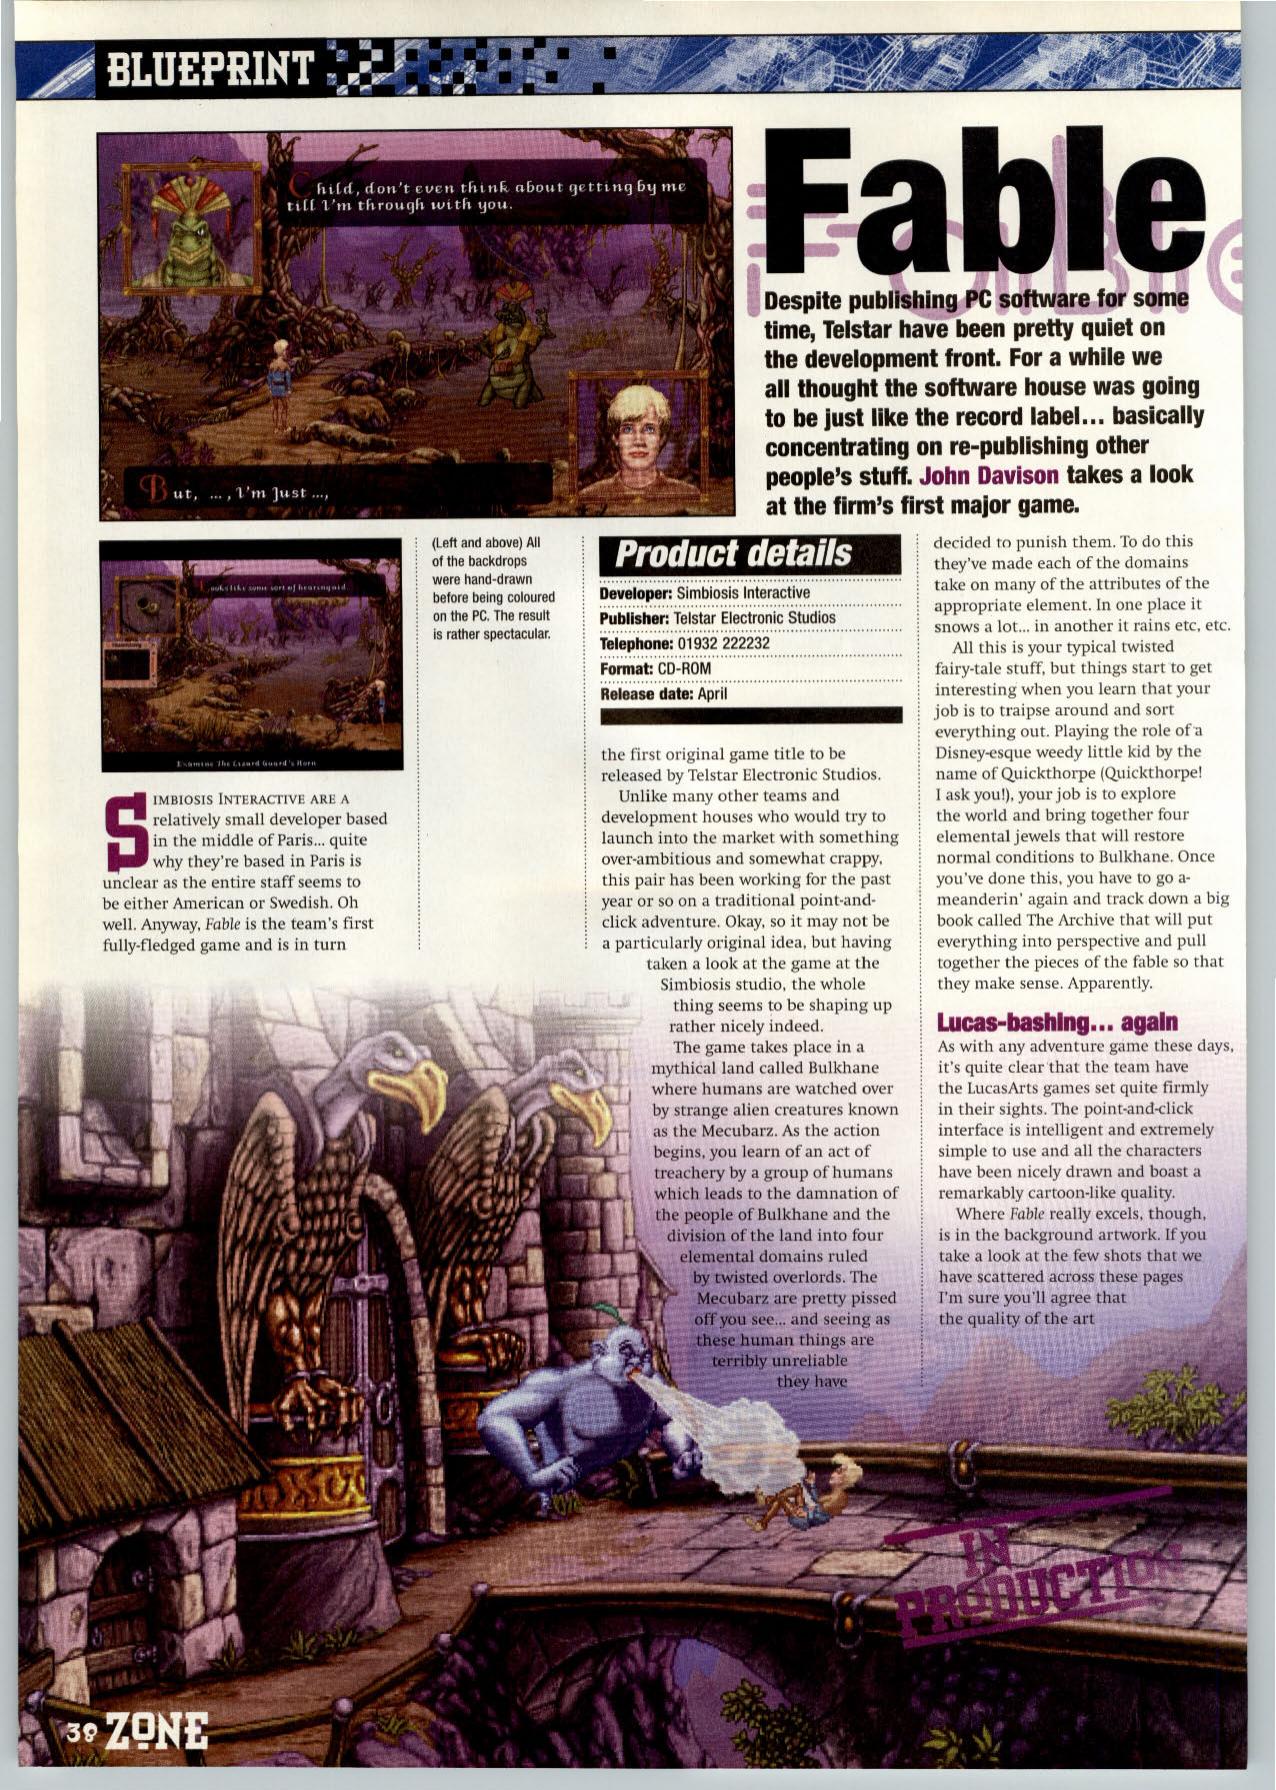 BLUEPRINT
Child, don't even think about getting by me
till I'm through with you.
But, ... , I'm Just ...,
Fable
Despite publishing PC software for some
time, Telstar have been pretty quiet on
the development front. For a while we
all thought the software house was going
to be just like the record label... basically
concentrating on re-publishing other
people's stuff. John Davison takes a look
at the firm's first major game.
ooks like some sort of hearing aid.
Examine The Lizard Guard's Horn
(Left and above) All
of the backdrops
were hand-drawn
before being coloured
on the PC. The result
is rather spectacular.
SIMBIOSIS INTERACTIVE ARE A
relatively small developer based
in the middle of Paris... quite
why they're based in Paris is
unclear as the entire staff seems to
be either American or Swedish. Oh
well. Anyway, Fable is the team's first
fully-fledged game and is in turn
Product details
Developer: Simbiosis Interactive
Publisher: Telstar Electronic Studios
Telephone: 01932 222232
Format: CD-ROM
Release date: April
the first original game title to be
released by Telstar Electronic Studios.
Unlike many other teams and
development houses who would try to
launch into the market with something
over-ambitious and somewhat crappy,
this pair has been working for the past
year or so on a traditional point-and-
click adventure. Okay, so it may not be
a particularly original idea, but having
taken a look at the game at the
Simbiosis studio, the whole
thing seems to be shaping up
rather nicely indeed.
The game takes place in a
mythical land called Bulkhane
where humans are watched over
by strange alien creatures known
as the Mecubarz. As the action
begins, you learn of an act of
treachery by a group of humans
which leads to the damnation of
the people of Bulkhane and the
division of the land into four
elemental domains ruled
by twisted overlords. The
Mecubarz are pretty pissed
off you see... and seeing as
these human things are
terribly unreliable
they have
decided to punish them. To do this
they've made each of the domains
take on many of the attributes of the
appropriate element. In one place it
snows a lot... in another it rains etc, etc.
All this is your typical twisted
fairy-tale stuff, but things start to get
interesting when you learn that your
job is to traipse around and sort
everything out. Playing the role of a
Disney-esque weedy little kid by the
name of Quickthorpe (Quickthorpe!
I ask you!), your job is to explore
the world and bring together four
elemental jewels that will restore
normal conditions to Bulkhane. Once
you've done this, you have to go a-
meanderin' again and track down a big
book called The Archive that will put
everything into perspective and pull
together the pieces of the fable so that
they make sense. Apparently.
Lucas-bashing... again
As with any adventure game these days,
it's quite clear that the team have
the LucasArts games set quite firmly
in their sights. The point-and-click
interface is intelligent and extremely
simple to use and all the characters
have been nicely drawn and boast a
remarkably cartoon-like quality.
Where Fable really excels, though,
is in the background artwork. If you
take a look at the few shots that we
have scattered across these pages
I'm sure you'll agree that
the quality of the art
IN
PRODUCTION
38 ZONE